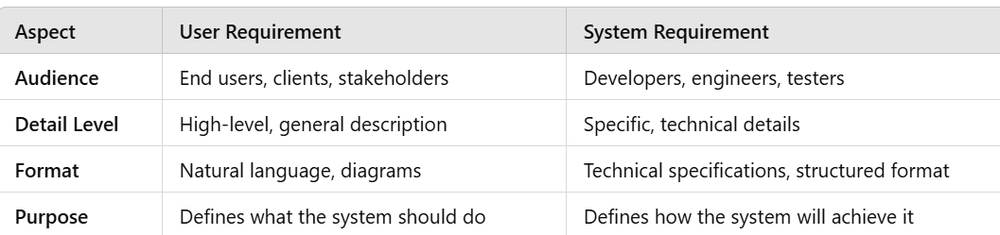 Aspect User Requirement System Requirement
Audience End users, clients, stakeholders Developers, engineers, testers
Detail Level High-level, general description Specific, technical details
Format Natural language, diagrams Technical specifications, structured format
Purpose Defines what the system should do Defines how the system will achieve it